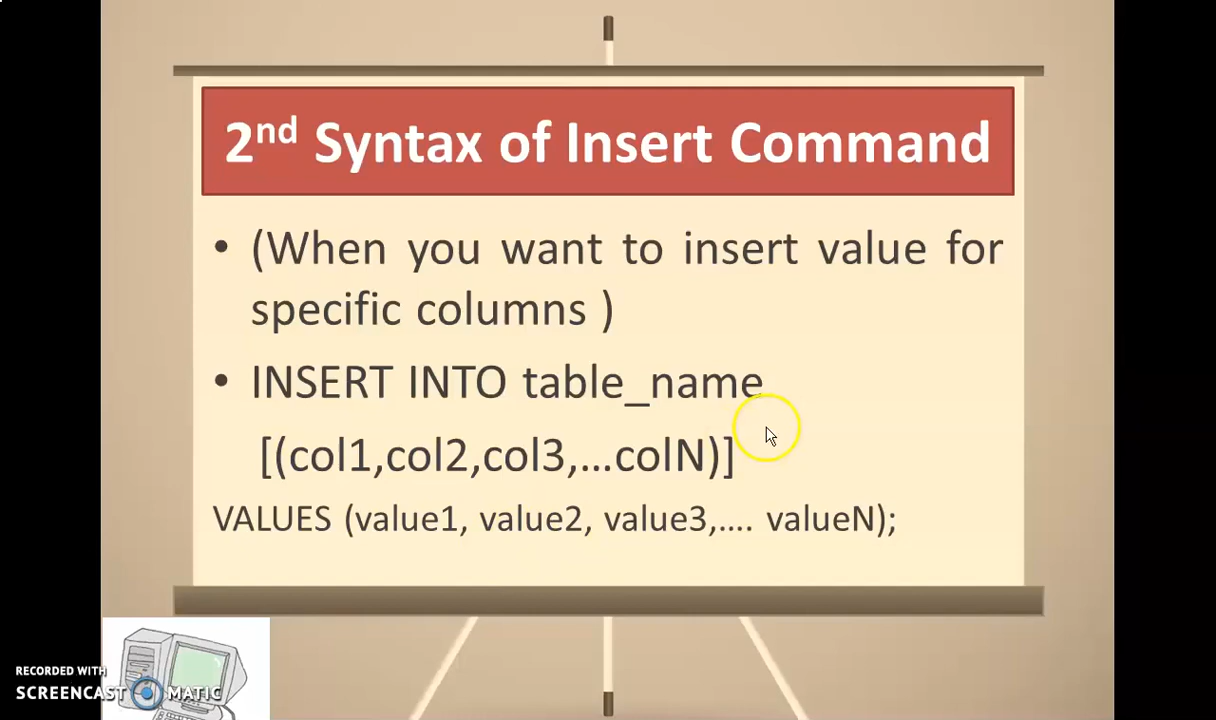 2nd Syntax of Insert Command
• (When you want to insert value for
specific columns )
• INSERT INTO table_name
[(col1,col2,col3,...colN)]
VALUES (value1, value2, value3,.... valueN);
RECORDED WITH
SCREENCAST MATIC